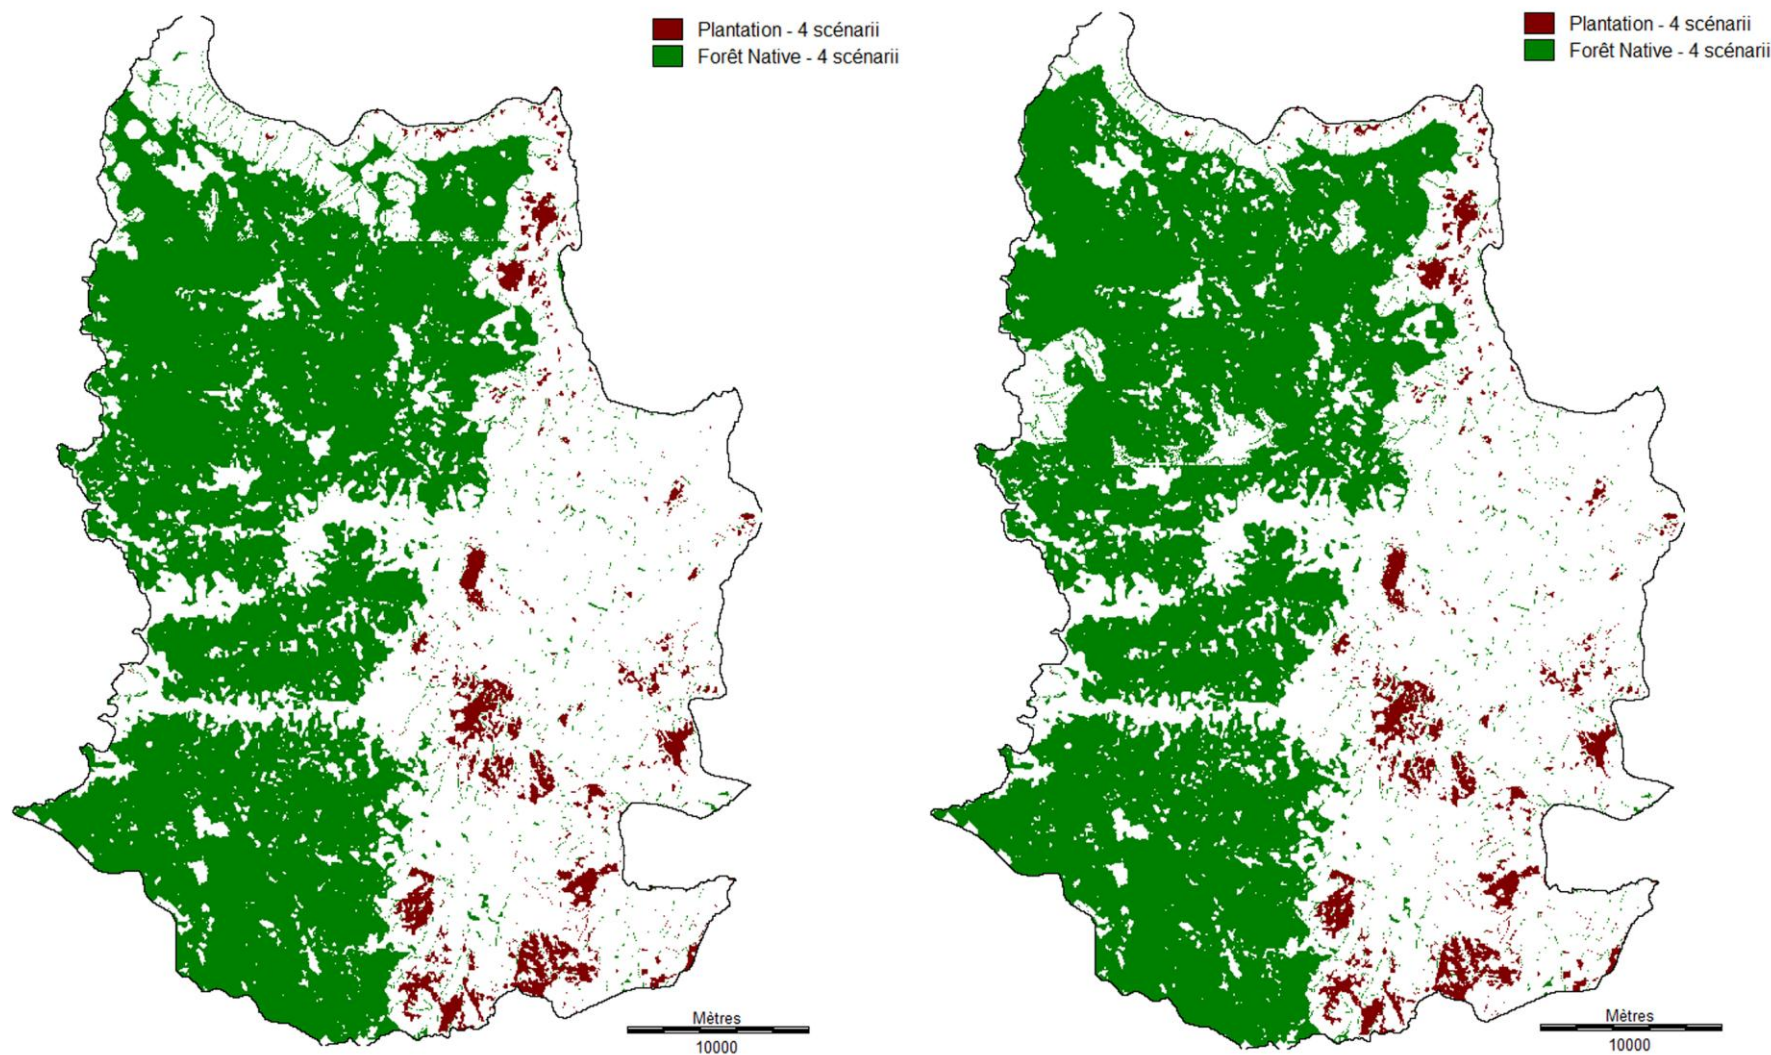 Plantation - 4 scénarii
Forêt Native - 4 scénarii
Mètres
10000
Plantation - 4 scénarii
Forêt Native - 4 scénarii
Mètres
10000